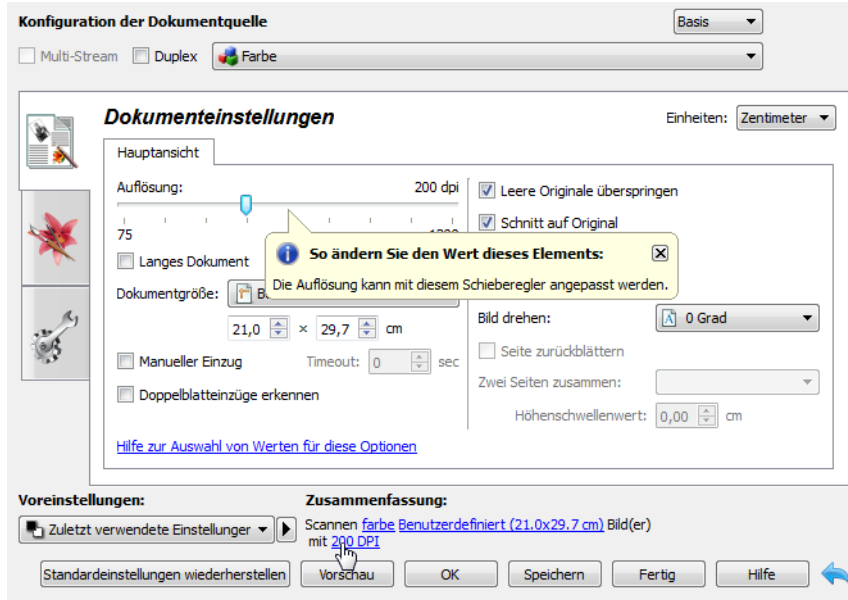 Konfiguration der Dokumentquelle
Basis
Multi-Stream Duplex Farbe
Dokumenteinstellungen
Einheiten: Zentimeter
Hauptansicht
Auflösung: 200 dpi
75
Leere Originale überspringen
Schnitt auf Original
Langes Dokument
So ändern Sie den Wert dieses Elements:
Die Auflösung kann mit diesem Schieberegler angepasst werden.
Dokumentgröße:
21,0 × 29,7 cm
Manueller Einzug Timeout: 0 sec
Doppelblatteinzüge erkennen
Bild drehen: 0 Grad
Seite zurückblättern
Zwei Seiten zusammen:
Höhenschwellenwert: 0,00 cm
Hilfe zur Auswahl von Werten für diese Optionen
Voreinstellungen:
Zuletzt verwendete Einstellunger
Zusammenfassung:
Scannen farbe Benutzerdefiniert (21.0x29.7 cm) Bild(er)
mit 200 DPI
Standardeinstellungen wiederherstellen Vorschau OK Speichern Fertig Hilfe